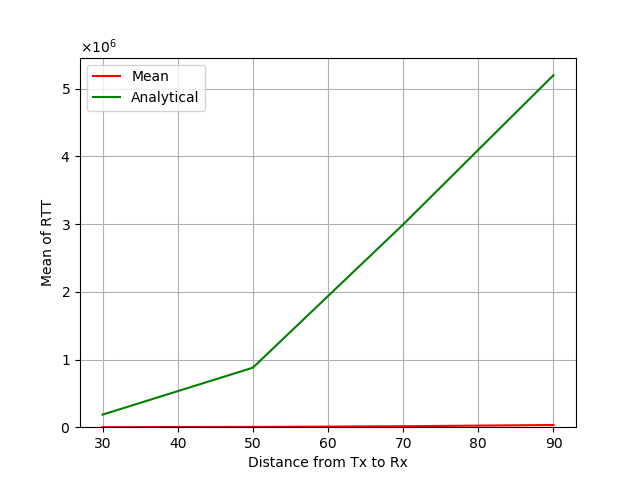 ×10⁶
Mean
Analytical
5
4
3
2
1
0
Mean of RTT
30 40 50 60 70 80 90
Distance from Tx to Rx